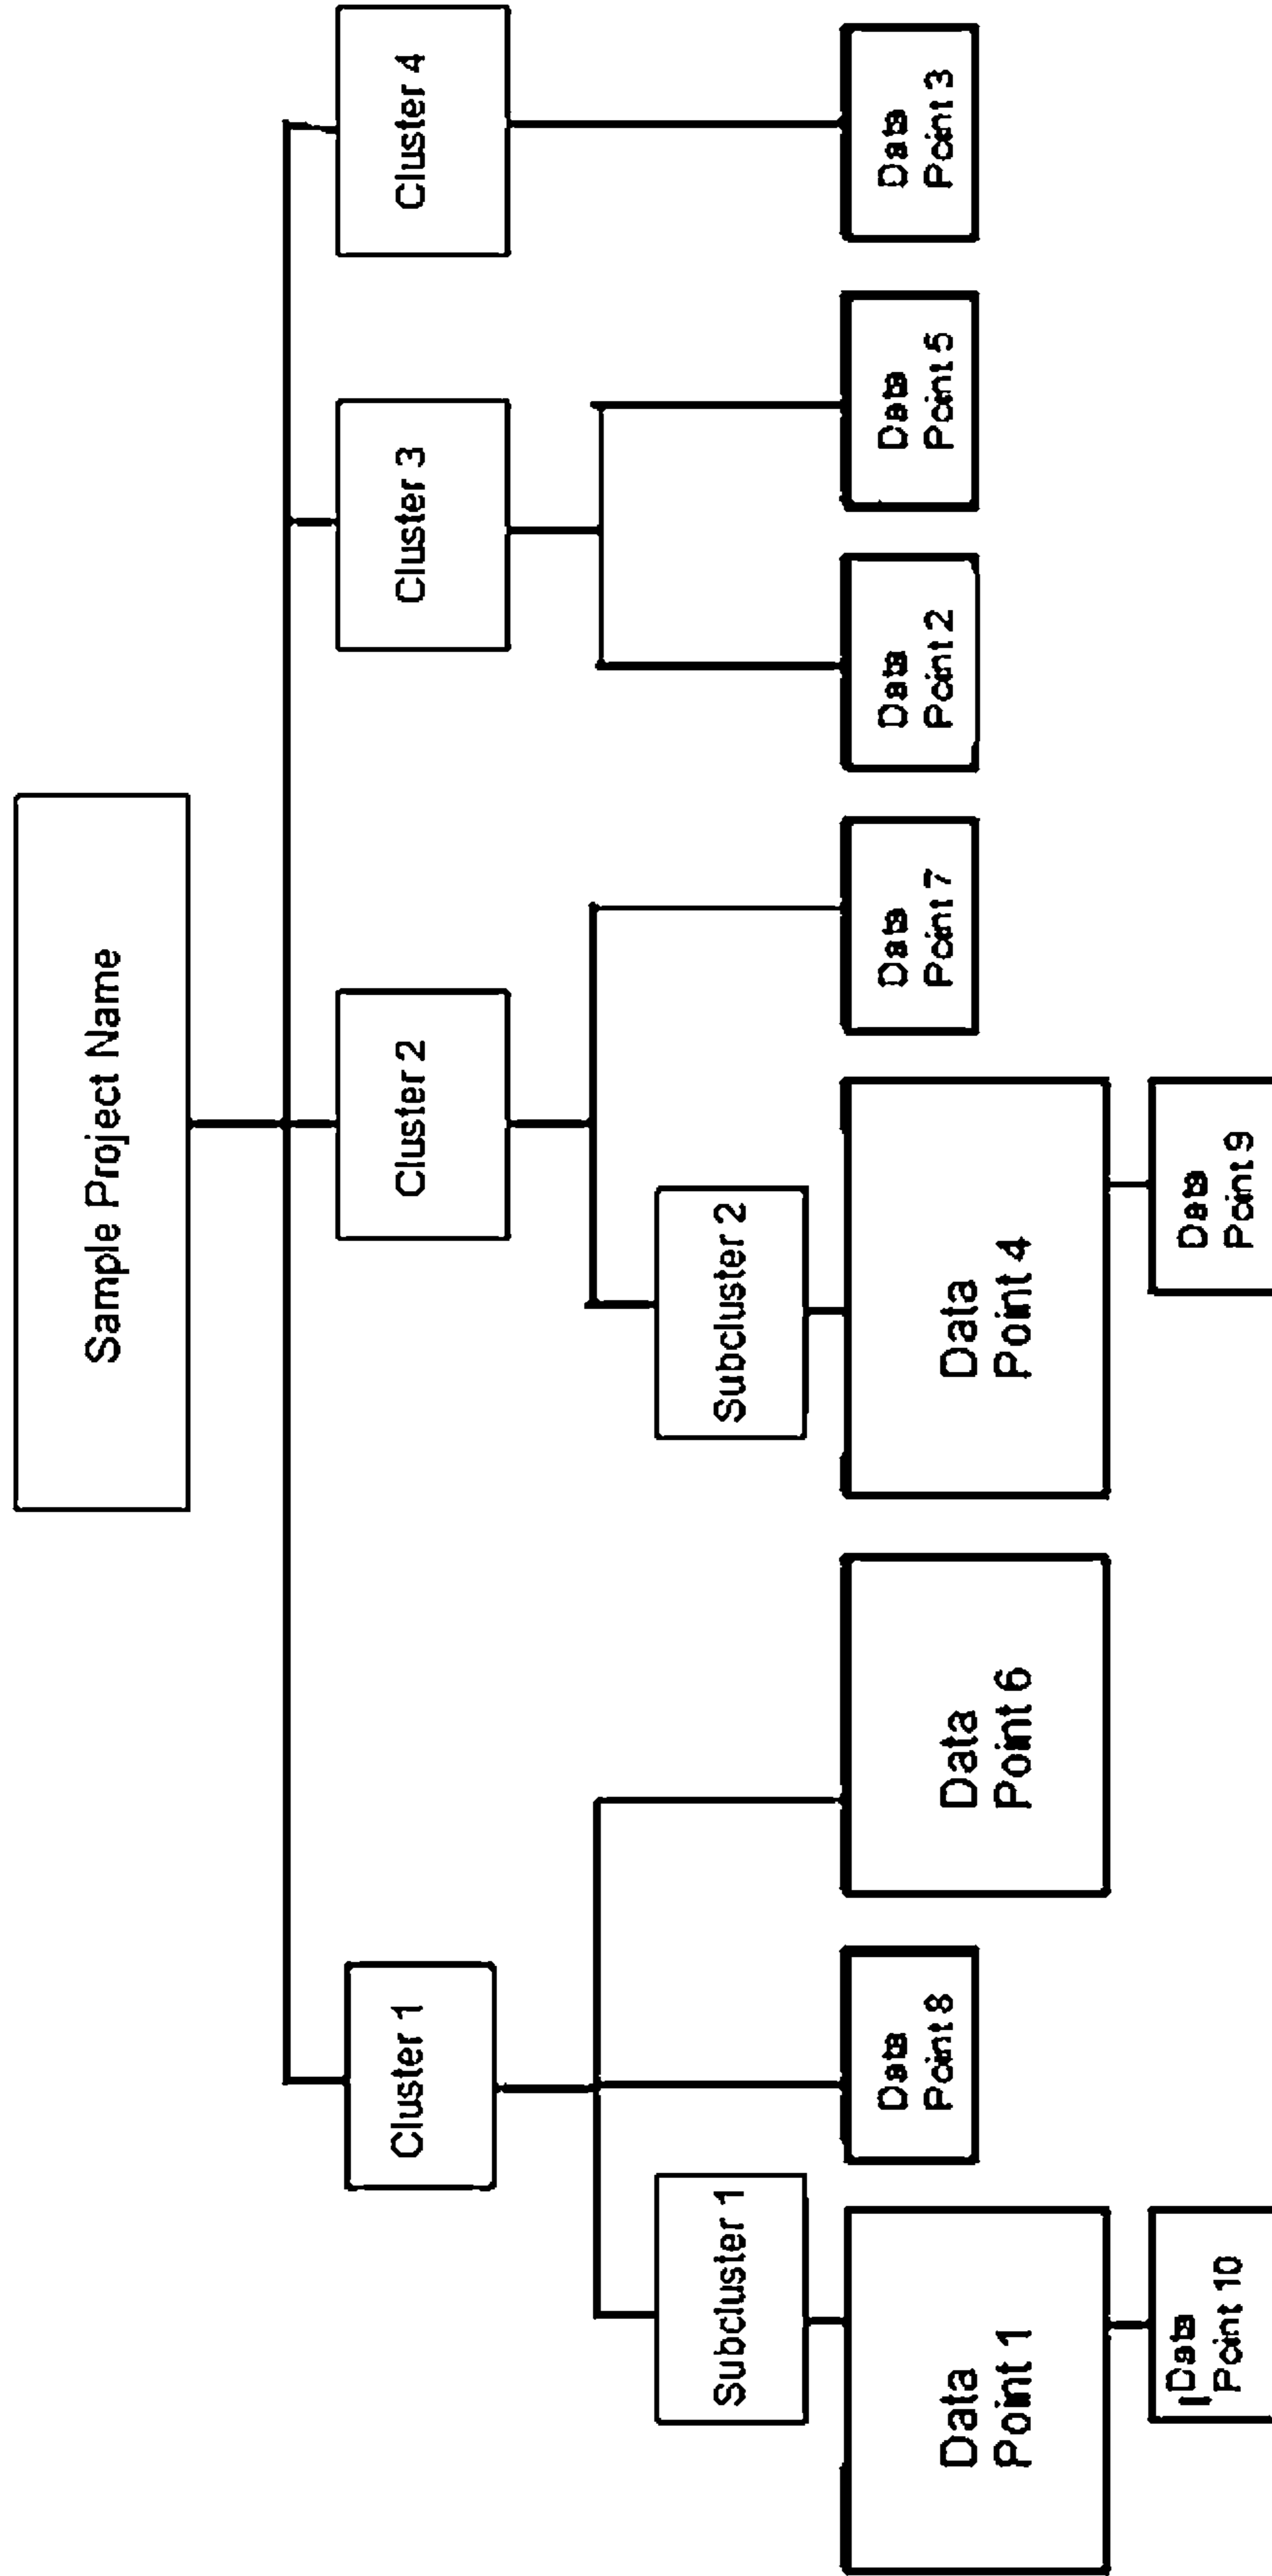 Sample Project Name
Cluster 1
Cluster 2
Cluster 3
Cluster 4
Subcluster 1
Subcluster 2
Data
Point 1
Data
Point 8
Data
Point 6
Data
Point 4
Data
Point 7
Data
Point 2
Data
Point 5
Data
Point 3
Data
Point 10
Data
Point 9